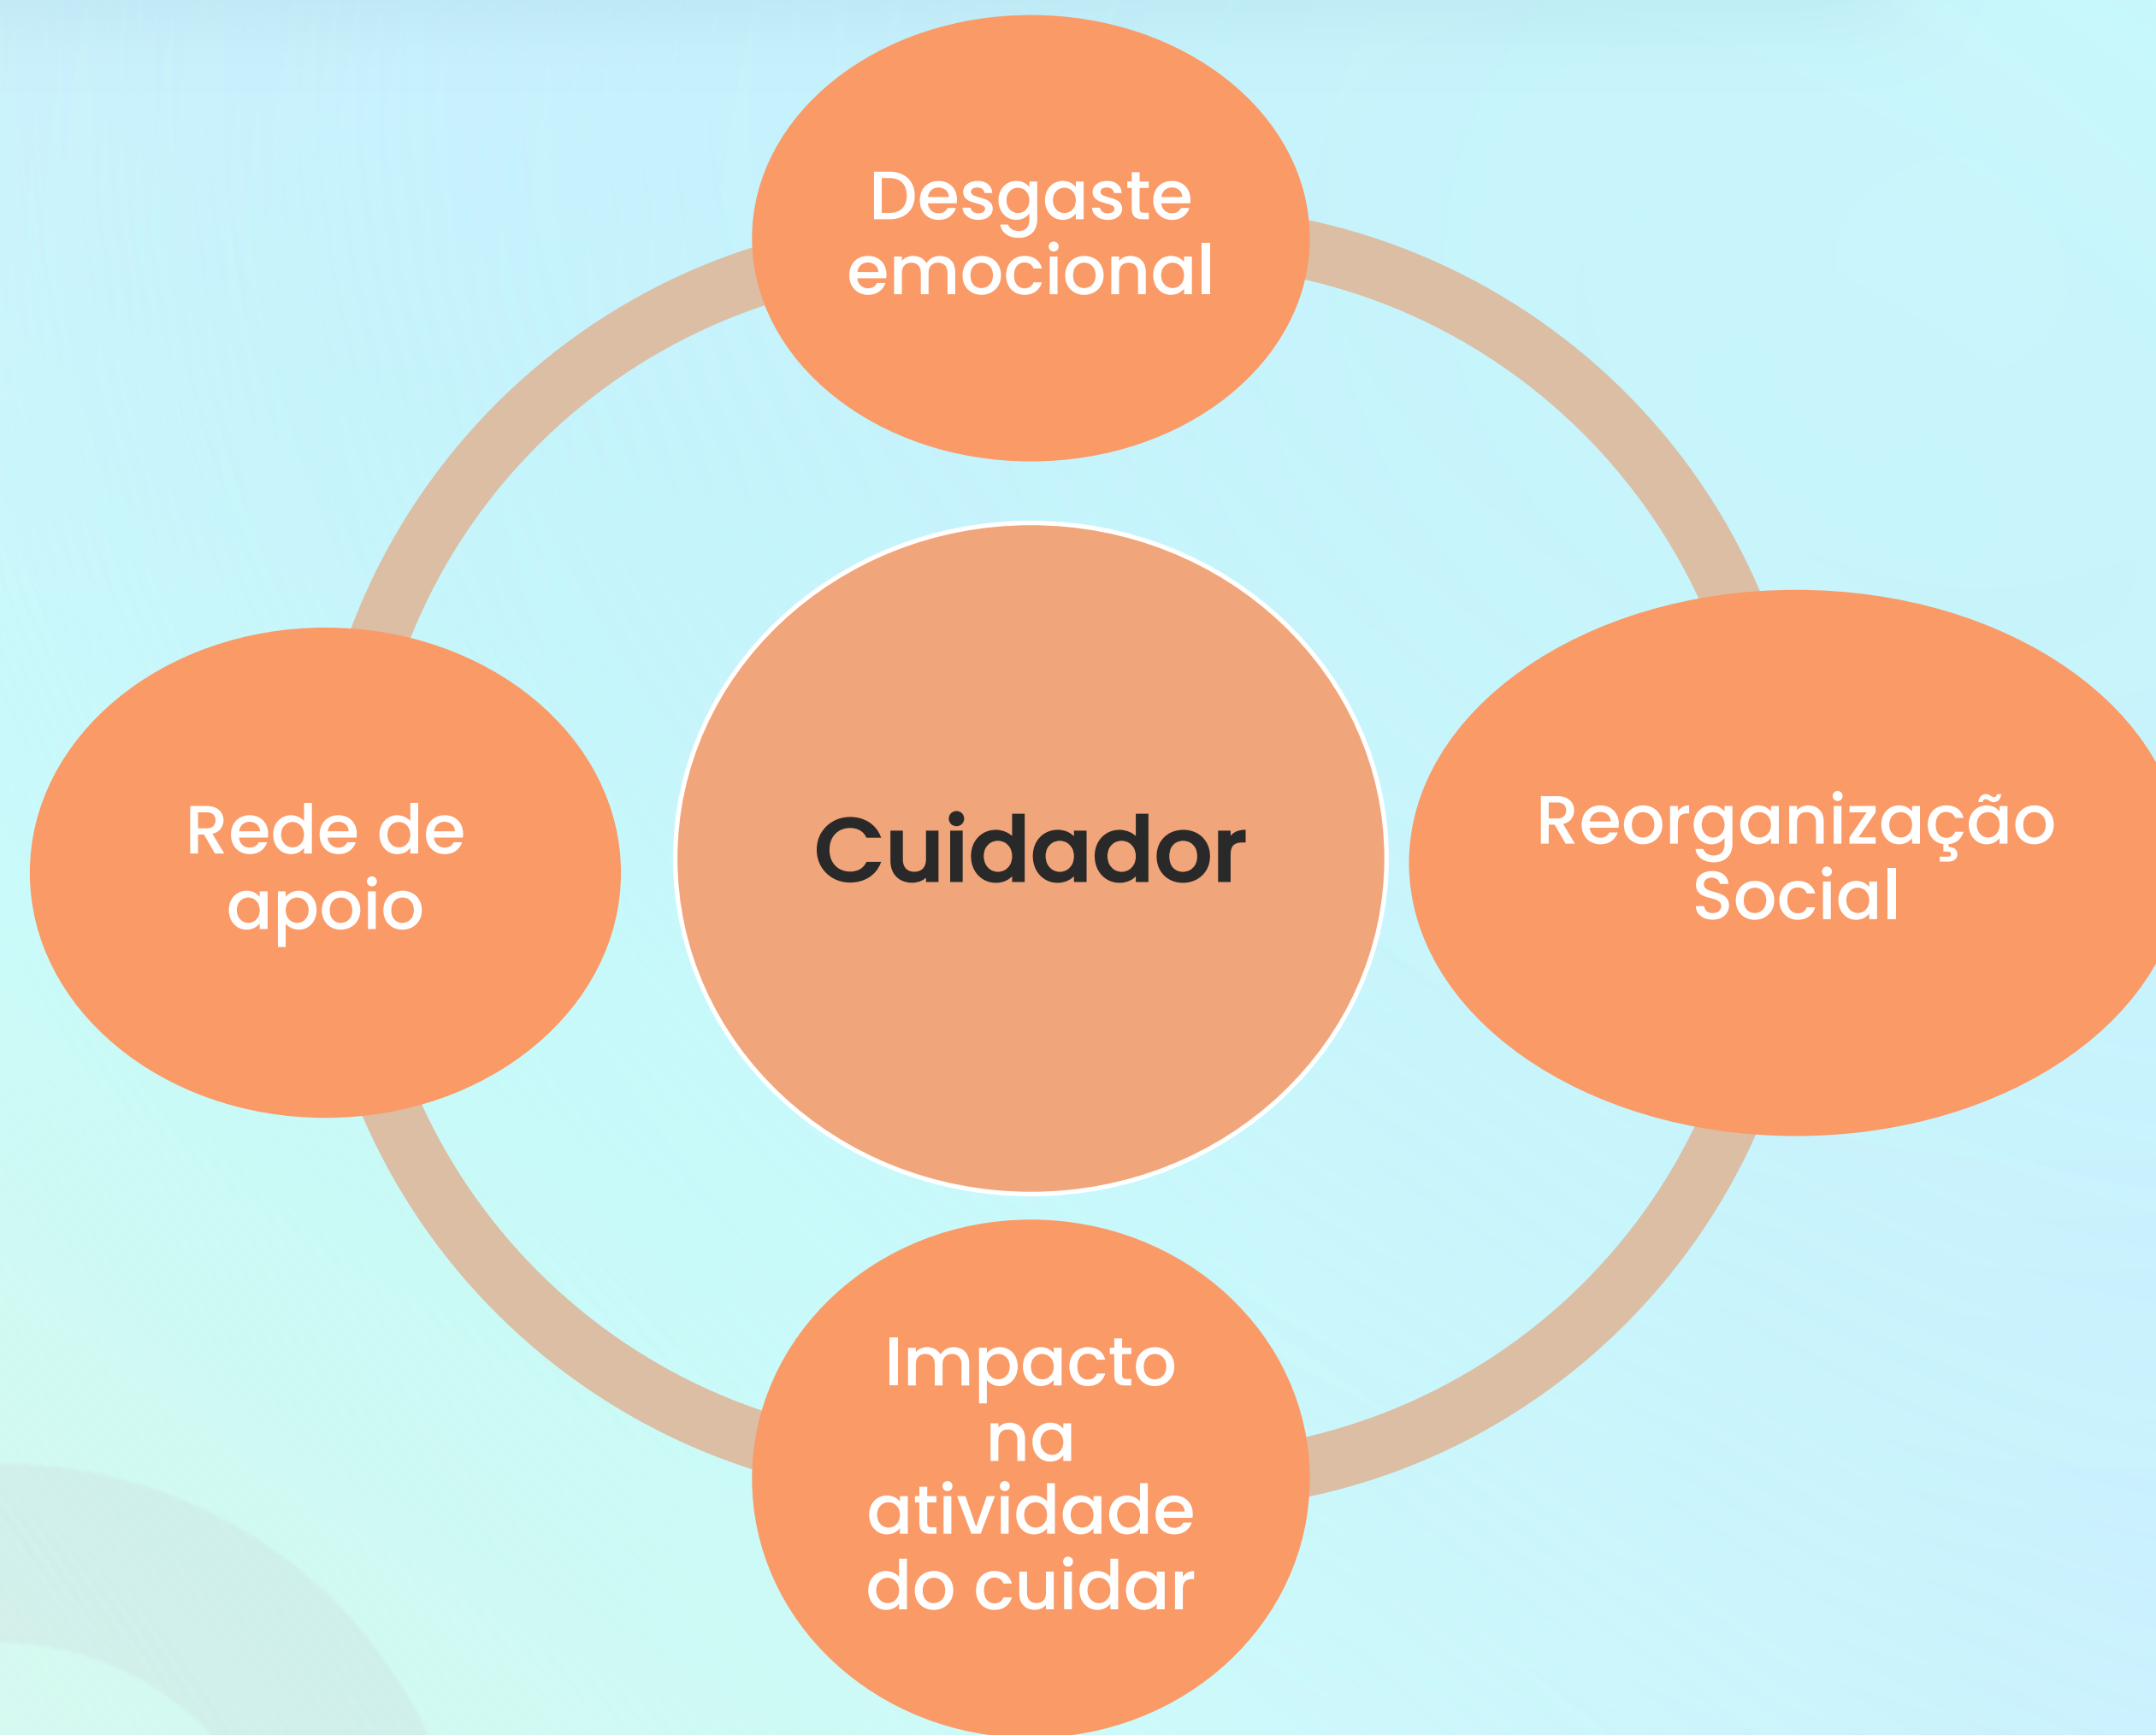 Desgaste
emocional
Rede de
apoio
Cuidador
Reorganização
Social
Impacto
na
atividade
do cuidar